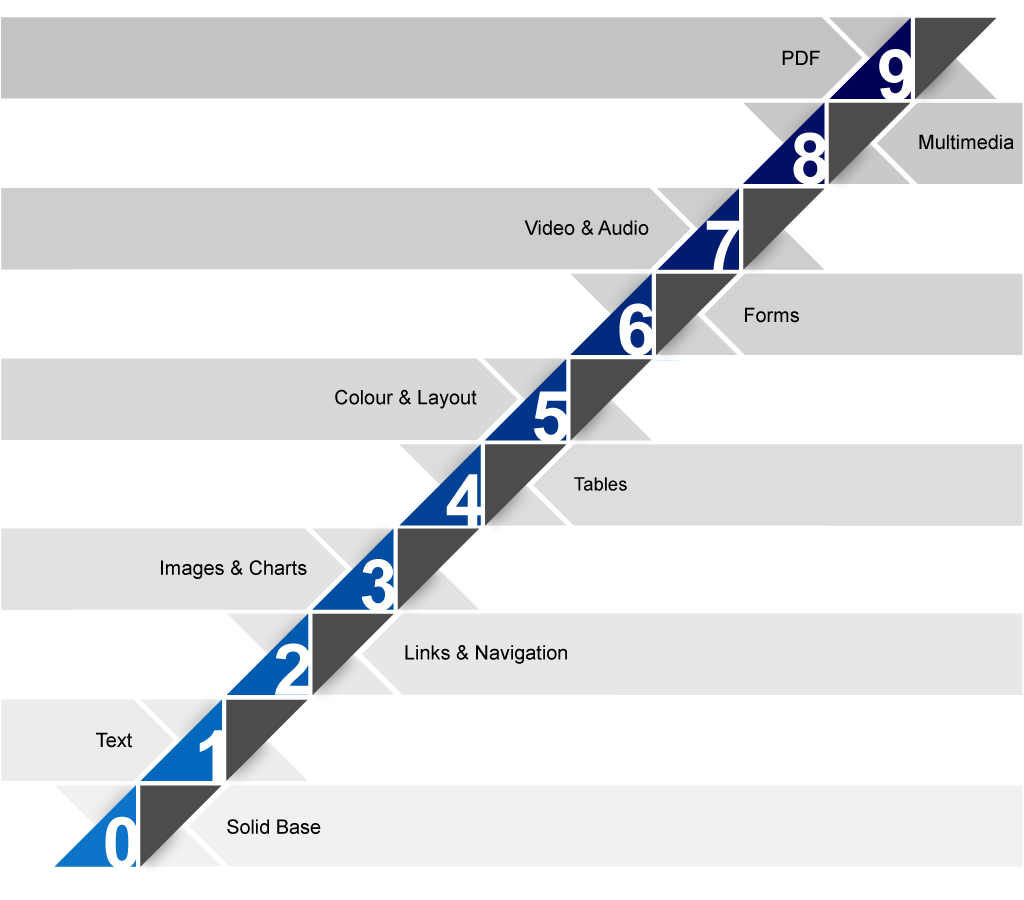 PDF 9
8 Multimedia
Video & Audio 7
6 Forms
Colour & Layout 5
4 Tables
Images & Charts 3
2 Links & Navigation
Text 1
0 Solid Base